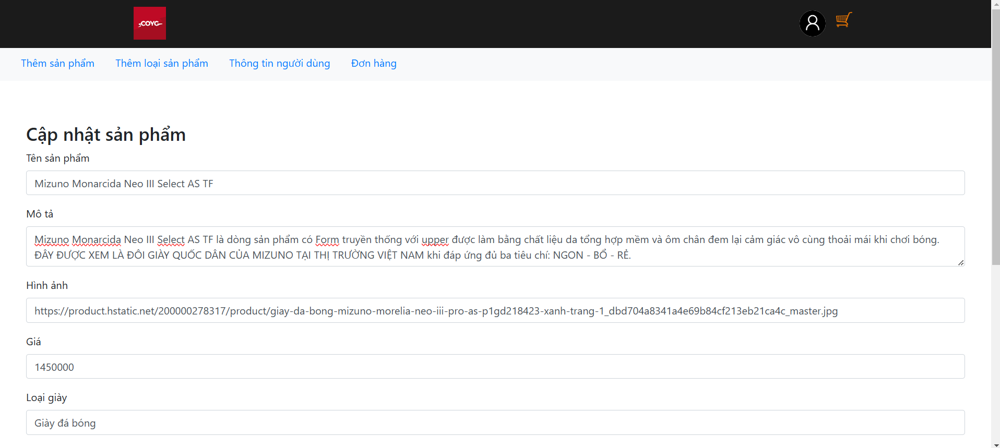 COYG
Thêm sản phẩm Thêm loại sản phẩm Thông tin người dùng Đơn hàng
Cập nhật sản phẩm
Tên sản phẩm
Mizuno Monarcida Neo III Select AS TF
Mô tả
Mizuno Monarcida Neo III Select AS TF là dòng sản phẩm có Form truyền thống với upper được làm bằng chất liệu da tổng hợp mềm và ôm chân đem lại cảm giác vô cùng thoải mái khi chơi bóng.
ĐÂY ĐƯỢC XEM LÀ ĐÔI GIÀY QUỐC DÂN CỦA MIZUNO TẠI THỊ TRƯỜNG VIỆT NAM khi đáp ứng đủ ba tiêu chí: NGON - BỔ - RẺ.
Hình ảnh
https://product.hstatic.net/200000278317/product/giay-da-bong-mizuno-morelia-neo-iii-pro-as-p1gd218423-xanh-trang-1_dbd704a8341a4e69b84cf213eb21ca4c_master.jpg
Giá
1450000
Loại giày
Giày đá bóng